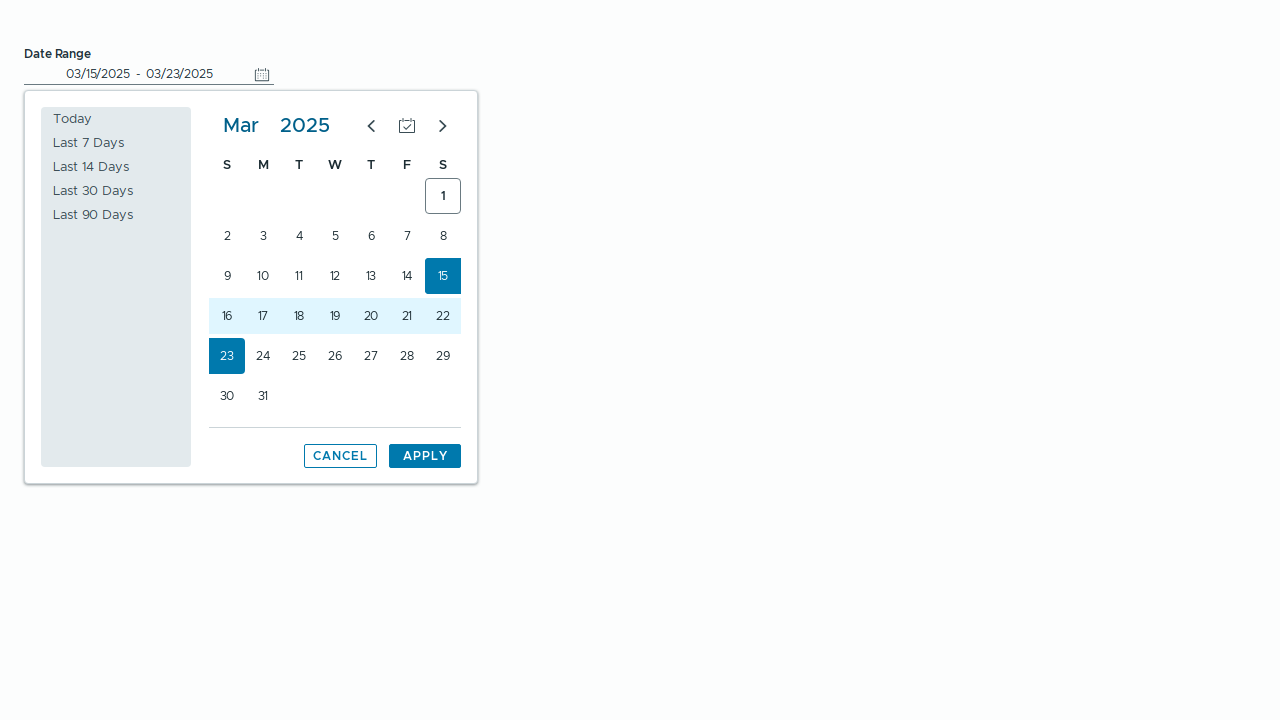 Date Range
03/15/2025 - 03/23/2025
Today
Last 7 Days
Last 14 Days
Last 30 Days
Last 90 Days
Mar 2025
S M T W T F S
1
2 3 4 5 6 7 8
9 10 11 12 13 14 15
16 17 18 19 20 21 22
23 24 25 26 27 28 29
30 31
CANCEL APPLY